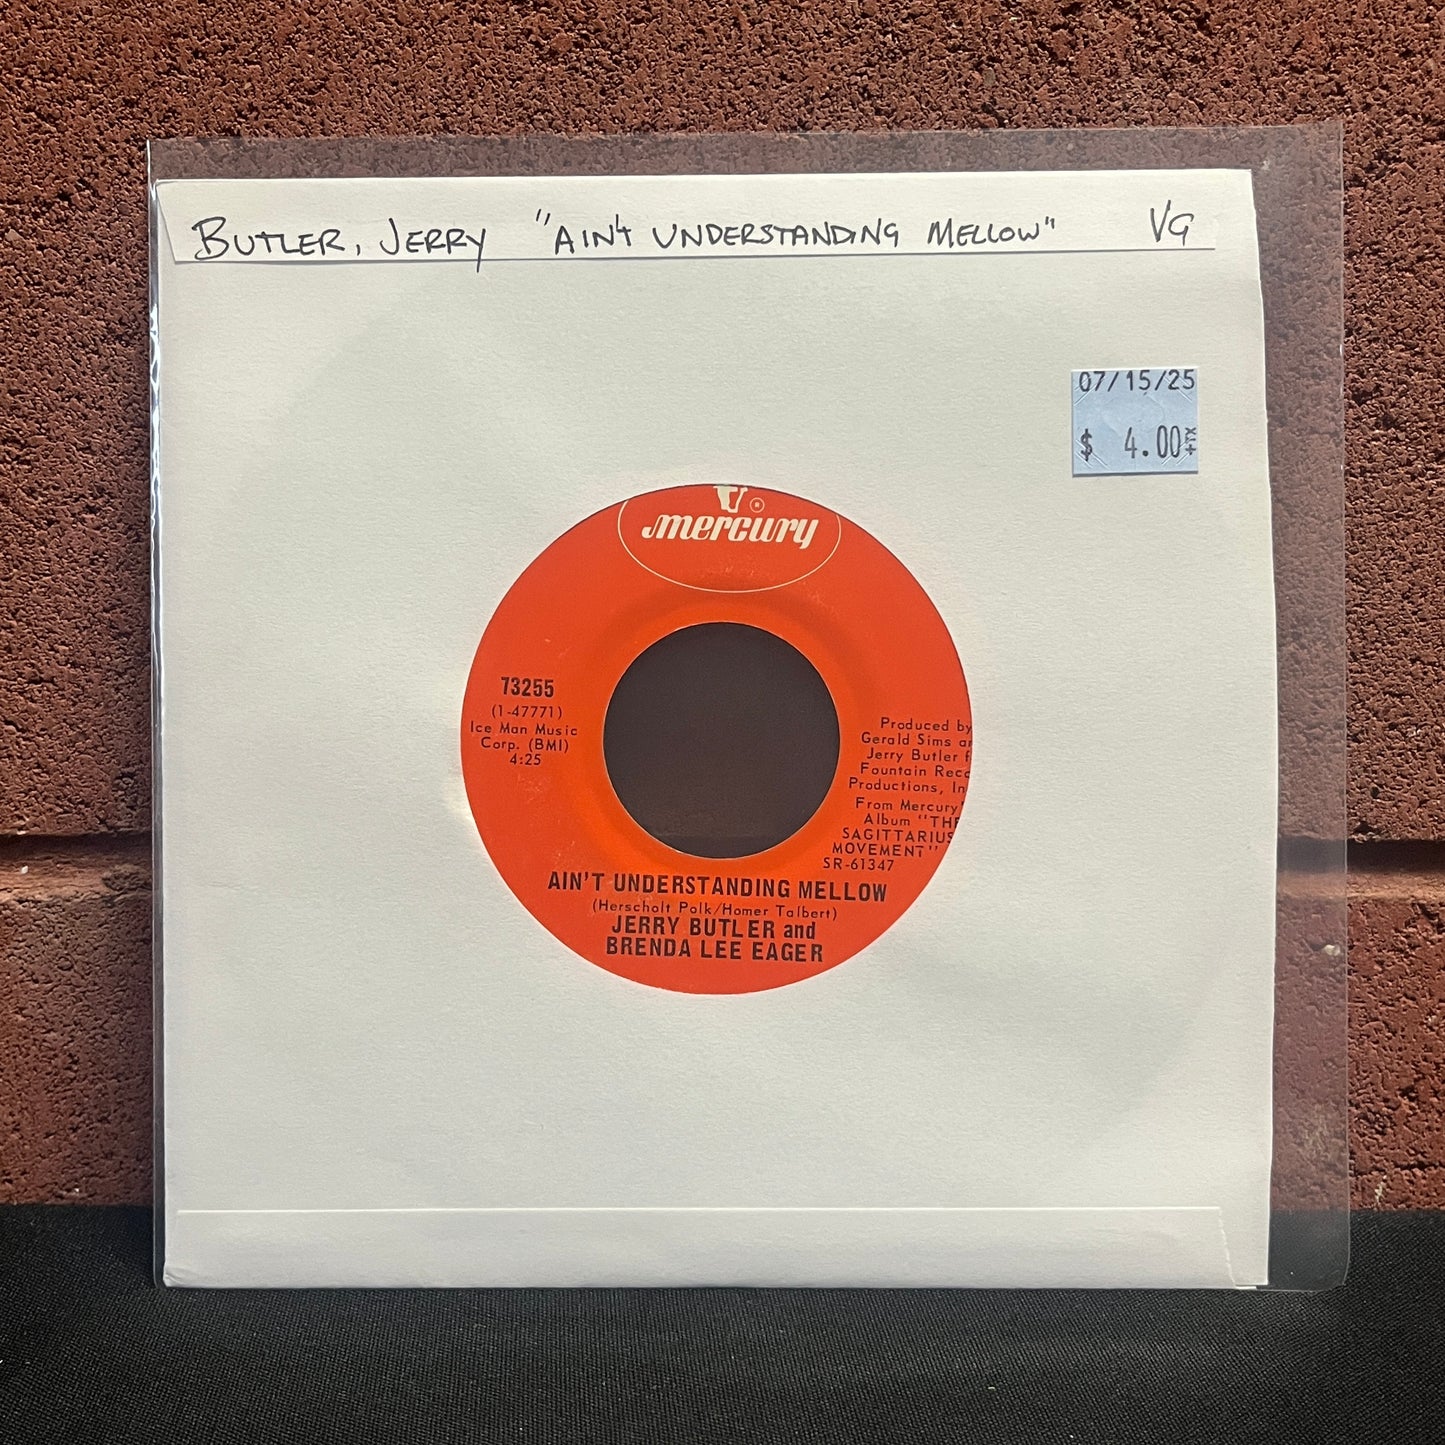 BUTLER, JERRY "AIN'T UNDERSTANDING MELLOW" VG
07/15/25
$ 4.00 +TX
mercury
73255
(1-47771)
Ice Man Music
Corp. (BMI)
4:25
Produced by
Gerald Sims
Jerry Butler
Fountain
Productions,
From Mercury
Album "THE
SAGITTARIUS
MOVEMENT"
SR-61347
AIN'T UNDERSTANDING MELLOW
(Herscholt Polk/Homer Talbert)
JERRY BUTLER and
BRENDA LEE EAGER